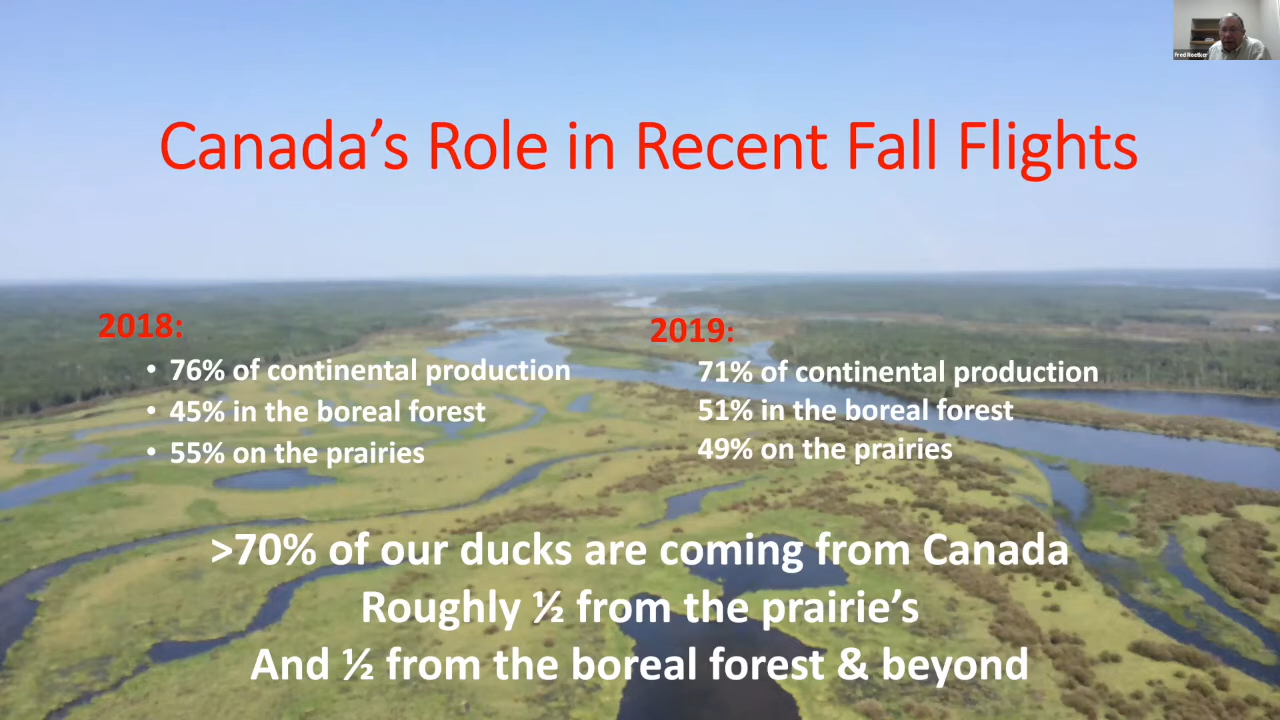 Fred Roetker
Canada’s Role in Recent Fall Flights
2018:
• 76% of continental production
• 45% in the boreal forest
• 55% on the prairies
2019:
71% of continental production
51% in the boreal forest
49% on the prairies
>70% of our ducks are coming from Canada
Roughly ½ from the prairie’s
And ½ from the boreal forest & beyond